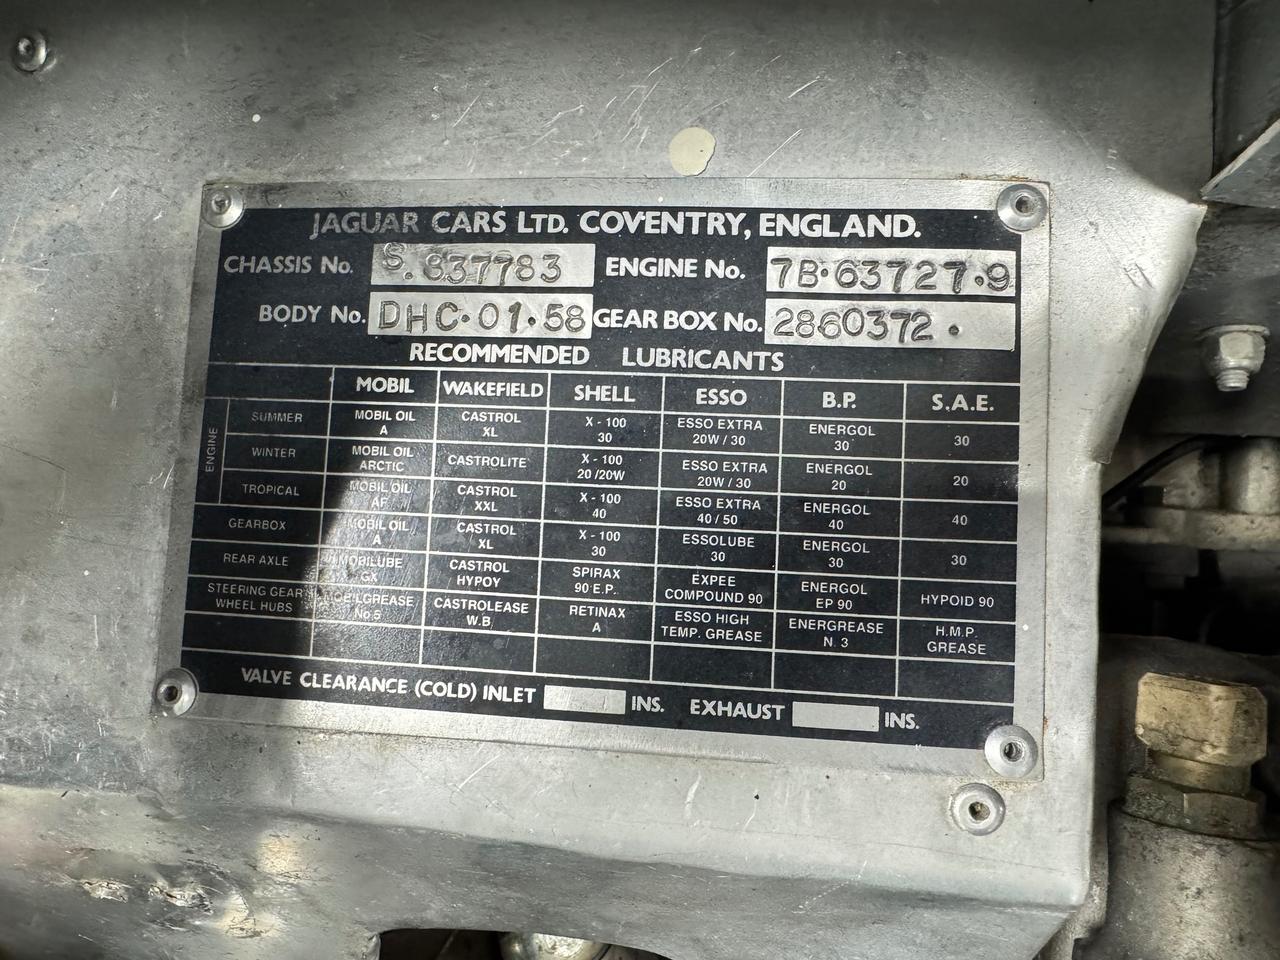 JAGUAR CARS LTD. COVENTRY, ENGLAND.
CHASSIS No. S. 837783 ENGINE No. 7B·63727·9
BODY No. DHC·01·58 GEAR BOX No. 2860372·
RECOMMENDED LUBRICANTS
MOBIL WAKEFIELD SHELL ESSO B.P. S.A.E.
ENGINE
SUMMER MOBIL OIL A CASTROL XL X - 100 30 ESSO EXTRA 20W / 30 ENERGOL 30 30
WINTER MOBIL OIL ARCTIC CASTROLITE X - 100 20 /20W ESSO EXTRA 20W / 30 ENERGOL 20 20
TROPICAL MOBIL OIL AF CASTROL XXL X - 100 40 ESSO EXTRA 40 / 50 ENERGOL 40 40
GEARBOX MOBIL OIL A CASTROL XL X - 100 30 ESSOLUBE 30 ENERGOL 30 30
REAR AXLE MOBILUBE GX CASTROL HYPOY SPIRAX 90 E.P. EXPEE COMPOUND 90 ENERGOL EP 90 HYPOID 90
STEERING GEAR WHEEL HUBS MOBILGREASE No.5 CASTROLEASE W.B. RETINAX A ESSO HIGH TEMP. GREASE ENERGREASE N. 3 H.M.P. GREASE
VALVE CLEARANCE (COLD) INLET INS. EXHAUST INS.